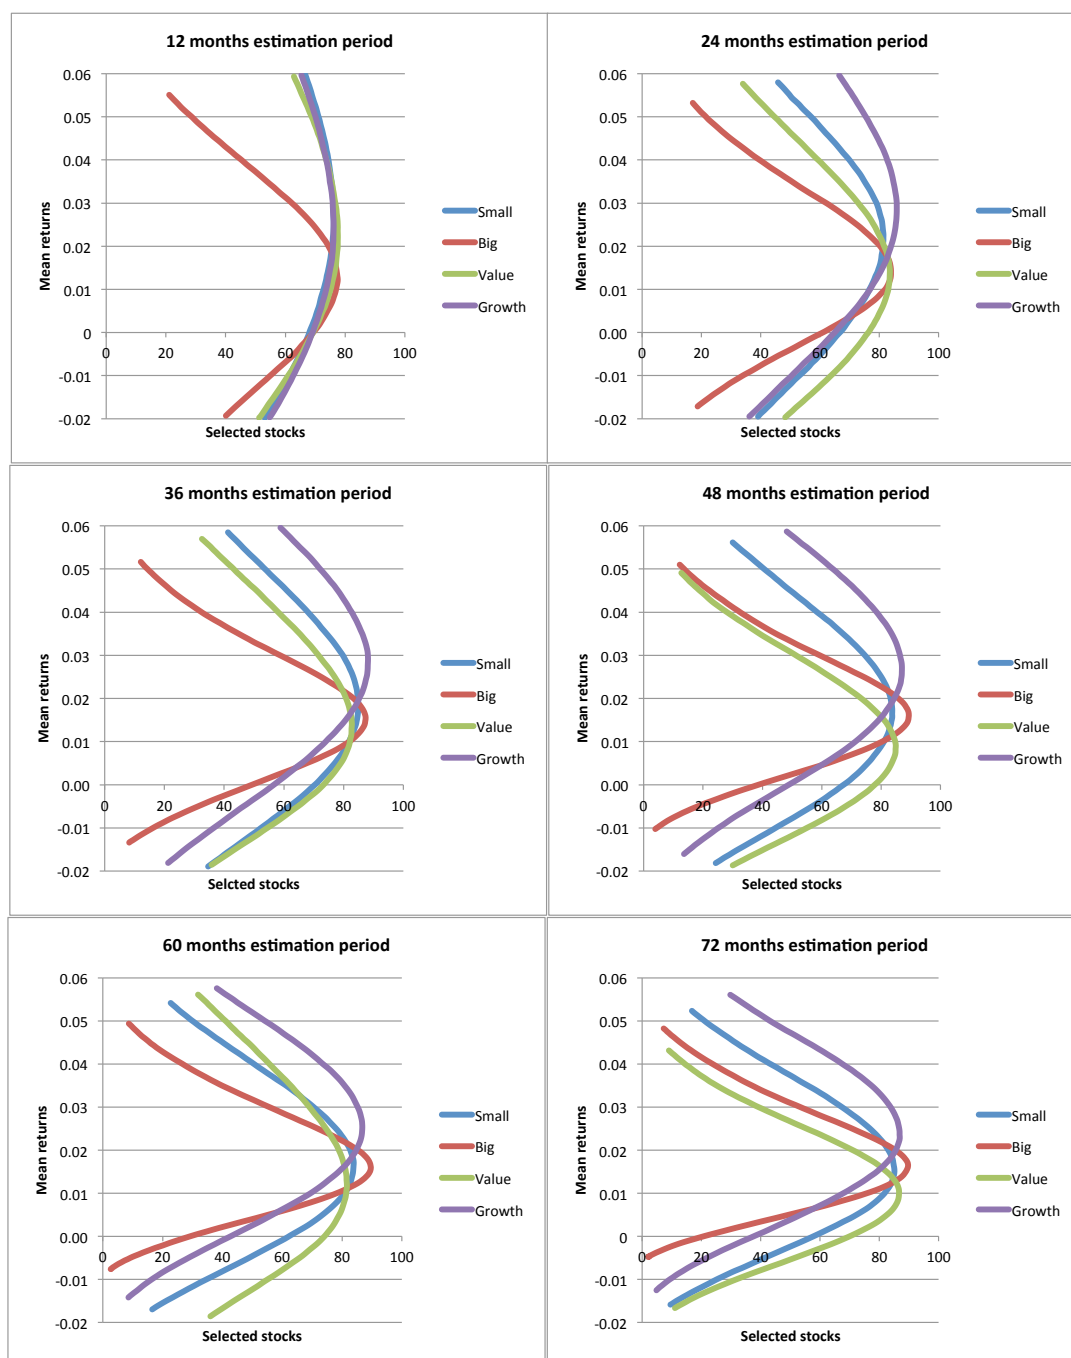 12 months estimation period
0.06
0.05
0.04
0.03
0.02
0.01
0
-0.01
-0.02
0 20 40 60 80 100
Mean returns
Selected stocks
Small
Big
Value
Growth
24 months estimation period
0.06
0.05
0.04
0.03
0.02
0.01
0.00
-0.01
-0.02
0 20 40 60 80 100
Mean returns
Selected stocks
Small
Big
Value
Growth
36 months estimation period
0.06
0.05
0.04
0.03
0.02
0.01
0.00
-0.01
-0.02
0 20 40 60 80 100
Mean returns
Selcted stocks
Small
Big
Value
Growth
48 months estimation period
0.06
0.05
0.04
0.03
0.02
0.01
0.00
-0.01
-0.02
0 20 40 60 80 100
Mean returns
Selected stocks
Small
Big
Value
Growth
60 months estimation period
0.06
0.05
0.04
0.03
0.02
0.01
0.00
-0.01
-0.02
0 20 40 60 80 100
Mean returns
Selected stocks
Small
Big
Value
Growth
72 months estimation period
0.06
0.05
0.04
0.03
0.02
0.01
0
-0.01
-0.02
0 20 40 60 80 100
Mean returns
Selected stocks
Small
Big
Value
Growth